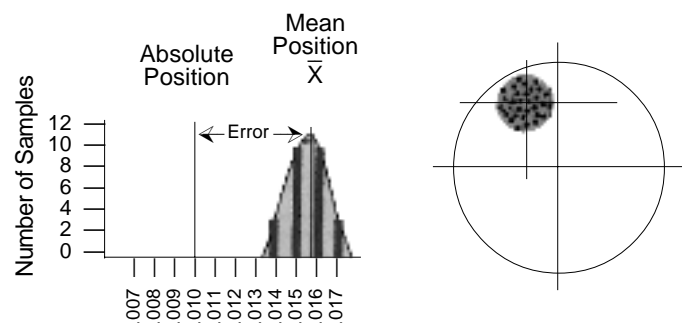 Absolute
Position
Mean
Position
X̄
Error
Number of Samples
12
10
8
6
4
2
0
007
008
009
010
011
012
013
014
015
016
017